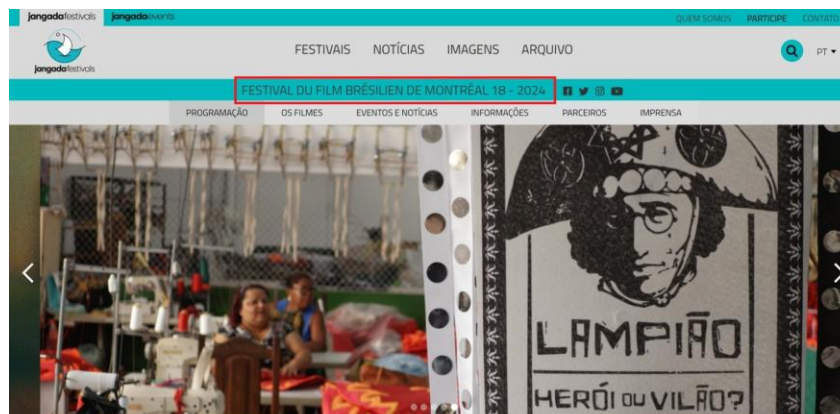 jangadafestivals jangadaevents QUEM SOMOS PARTICIPE CONTATO
jangadafestivals FESTIVAIS NOTÍCIAS IMAGENS ARQUIVO PT
FESTIVAL DU FILM BRÉSILIEN DE MONTRÉAL 18 - 2024
PROGRAMAÇÃO OS FILMES EVENTOS E NOTÍCIAS INFORMAÇÕES PARCEIROS IMPRENSA
LAMPIÃO
HERÓI OU VILÃO?